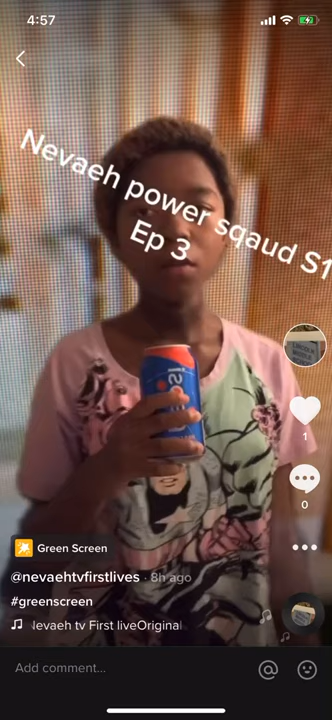 4:57
Nevaeh power sqaud S1
Ep 3
1
0
Green Screen
@nevaehtvfirstlives · 8h ago
#greenscreen
levaeh tv First liveOriginal
Add comment...